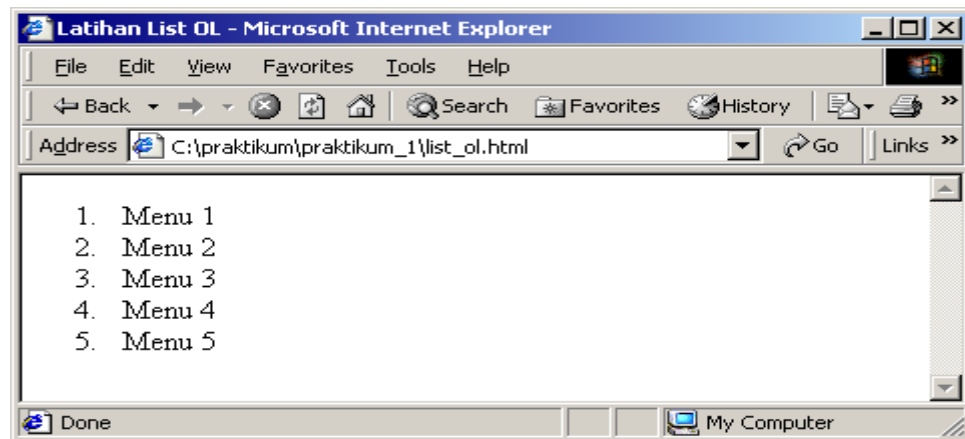 Latihan List OL - Microsoft Internet Explorer
File Edit View Favorites Tools Help
Back Search Favorites History »
Address C:\praktikum\praktikum_1\list_ol.html Go Links »
1. Menu 1
2. Menu 2
3. Menu 3
4. Menu 4
5. Menu 5
Done My Computer